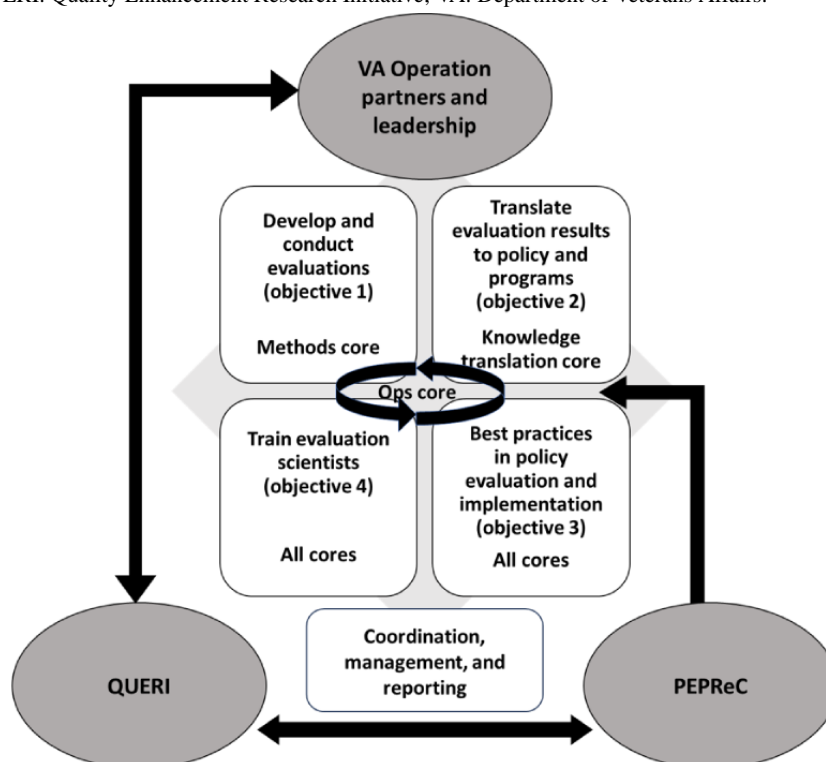 ERI: Quality Enhancement Research Initiative; VA: Department of Veterans Affairs.
VA Operation
partners and
leadership
Develop and
conduct
evaluations
(objective 1)
Methods core
Translate
evaluation results
to policy and
programs
(objective 2)
Knowledge
translation core
Ops core
Train evaluation
scientists
(objective 4)
All cores
Best practices
in policy
evaluation and
implementation
(objective 3)
All cores
Coordination,
management, and
reporting
QUERI
PEPReC